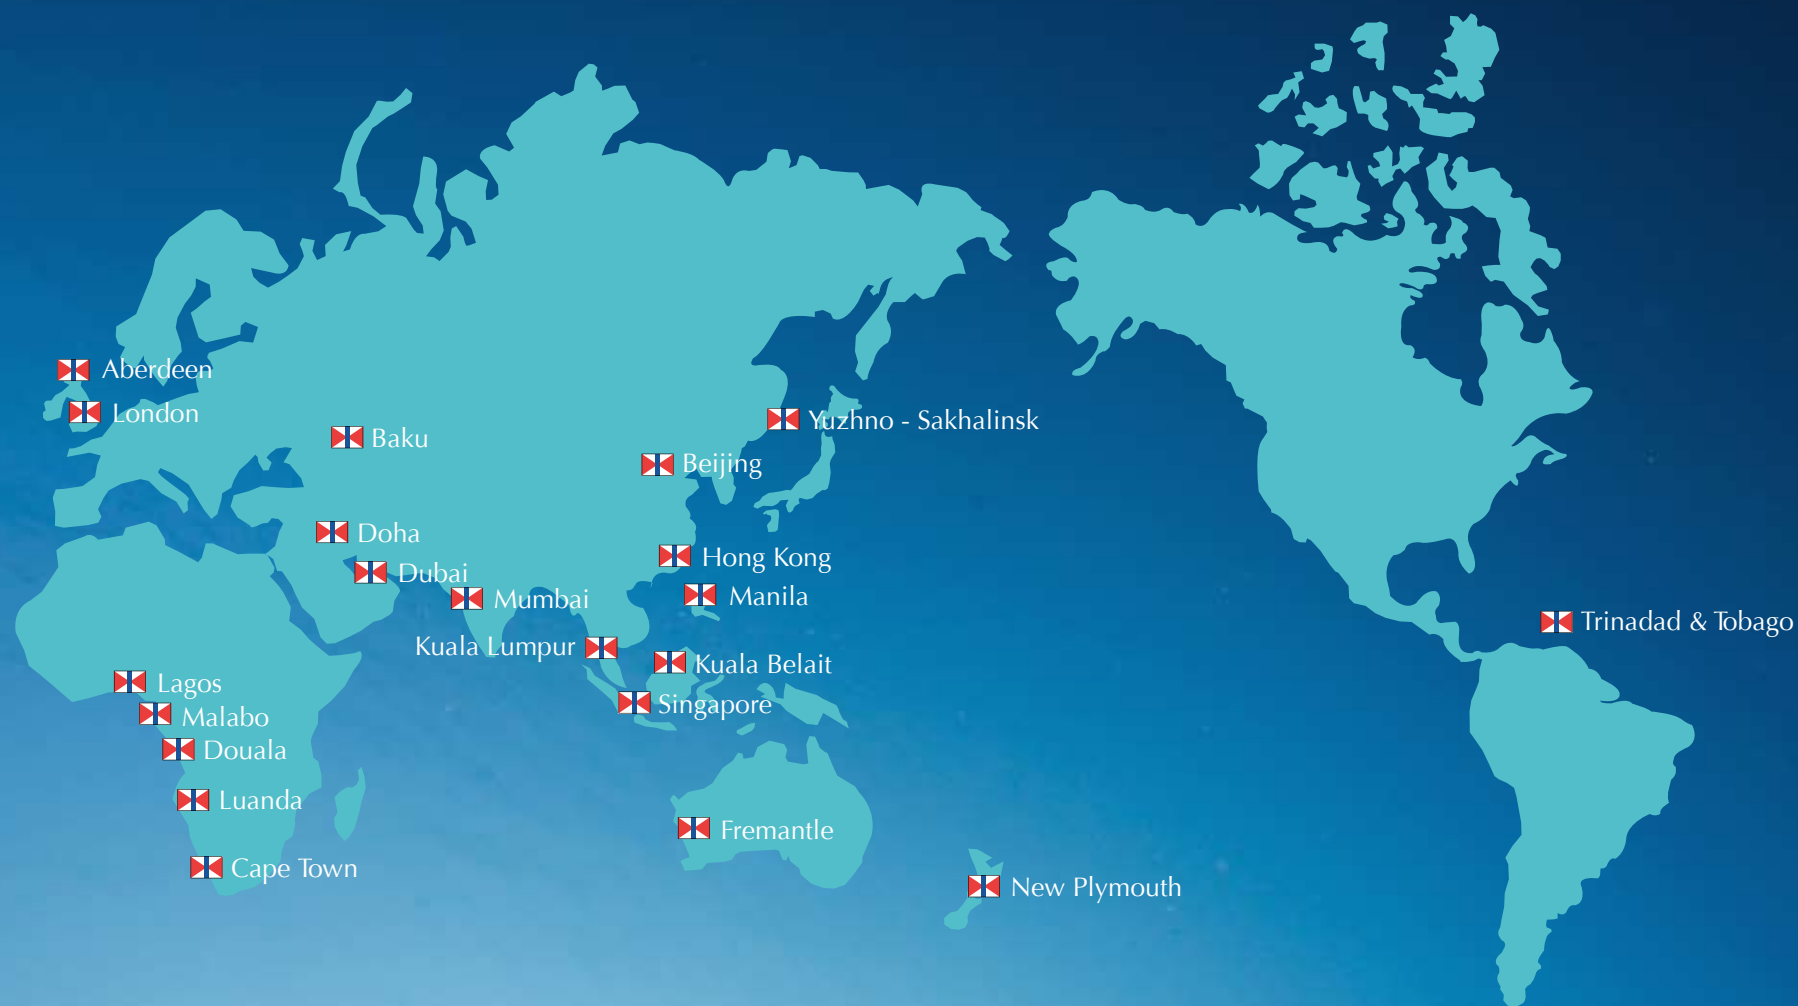 Aberdeen
London
Yuzhno - Sakhalinsk
Baku
Beijing
Doha
Hong Kong
Dubai
Mumbai
Manila
Trinadad & Tobago
Kuala Lumpur
Kuala Belait
Lagos
Singapore
Malabo
Douala
Luanda
Fremantle
Cape Town
New Plymouth